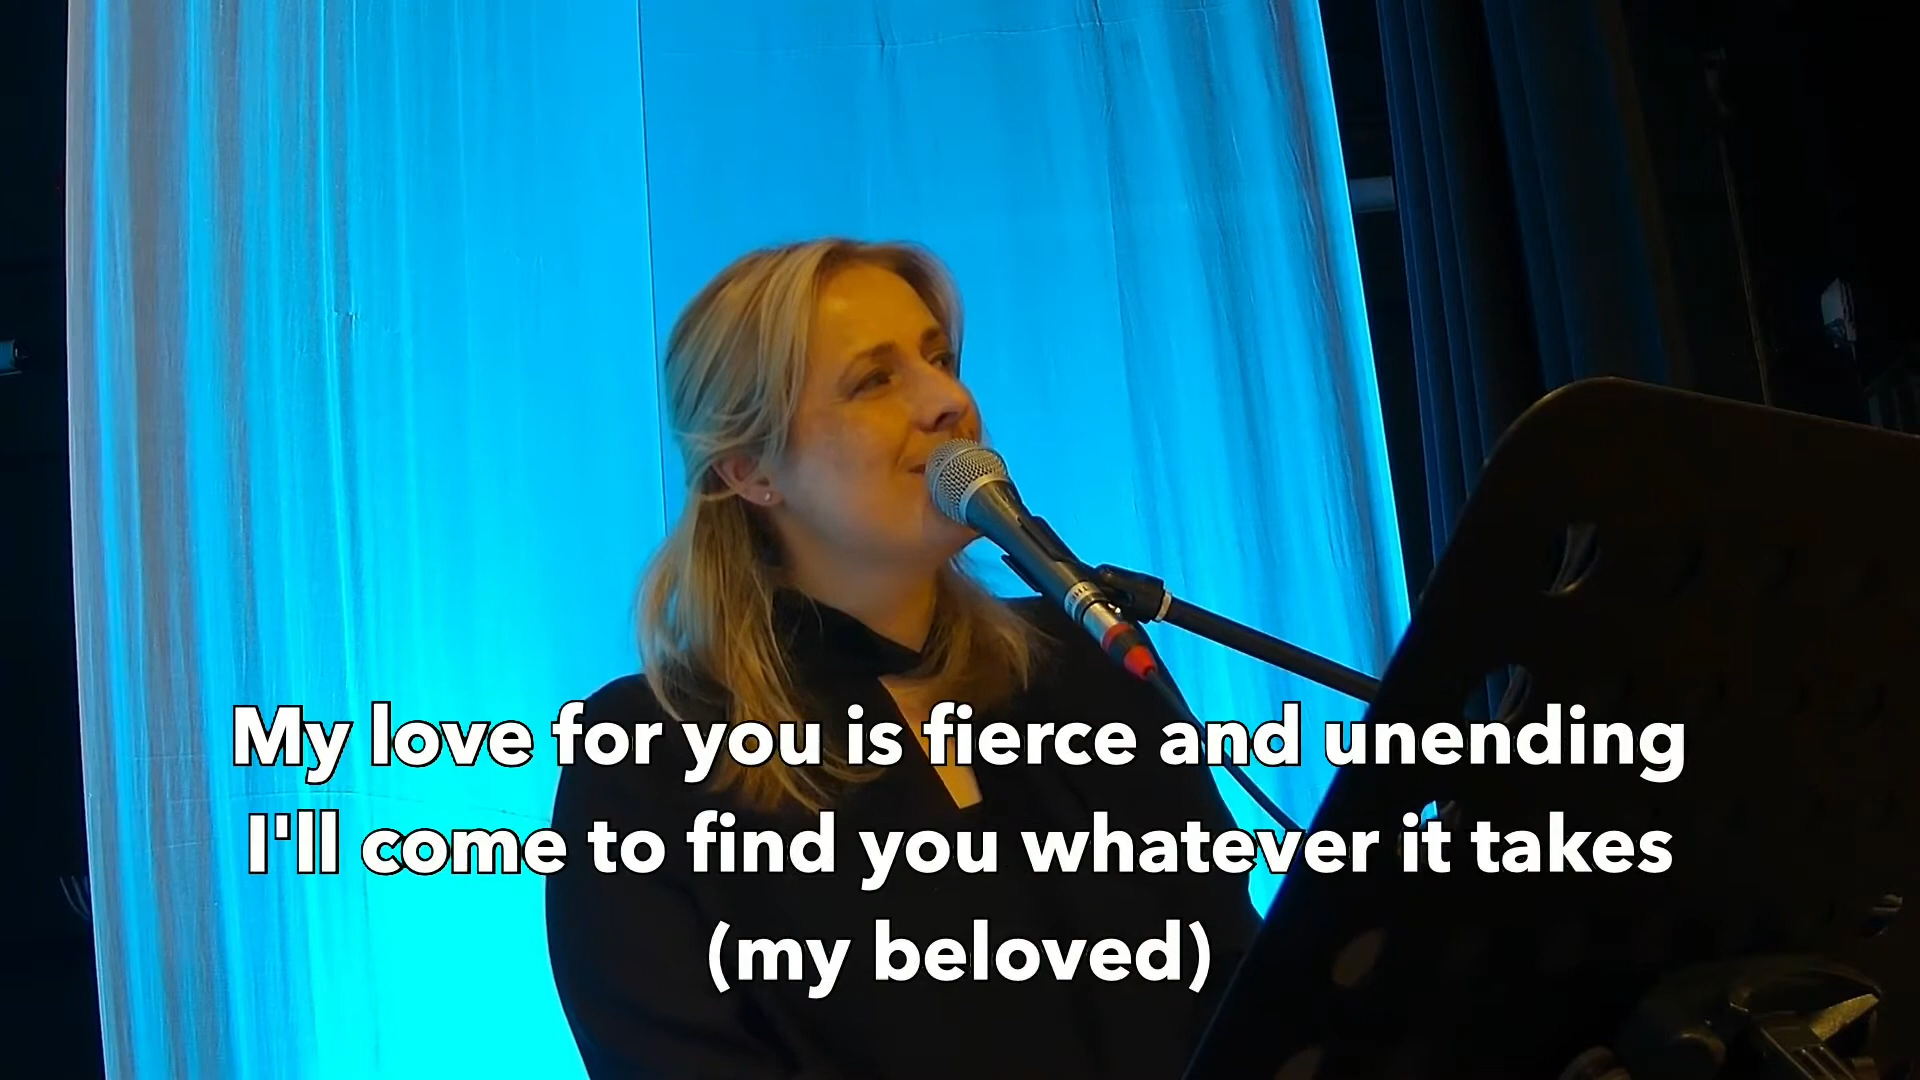 My love for you is fierce and unending
I'll come to find you whatever it takes
(my beloved)